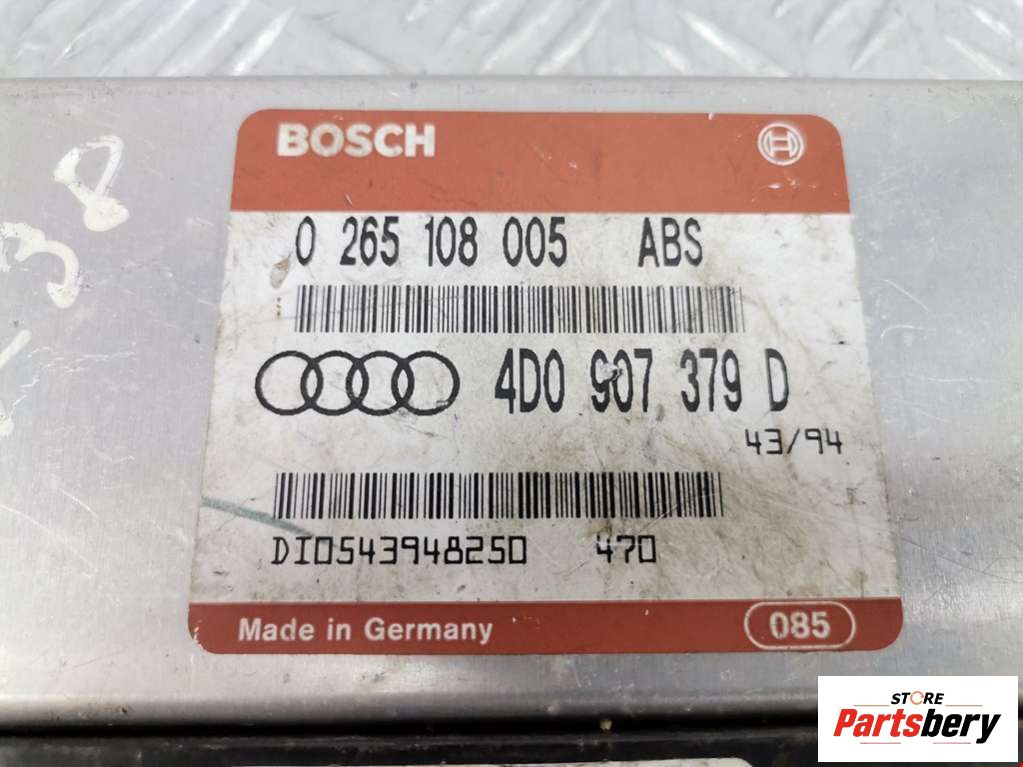 BOSCH
0 265 108 005 ABS
4D0 907 379 D
43/94
DI0543948250 470
Made in Germany 085
STORE
Partsbery